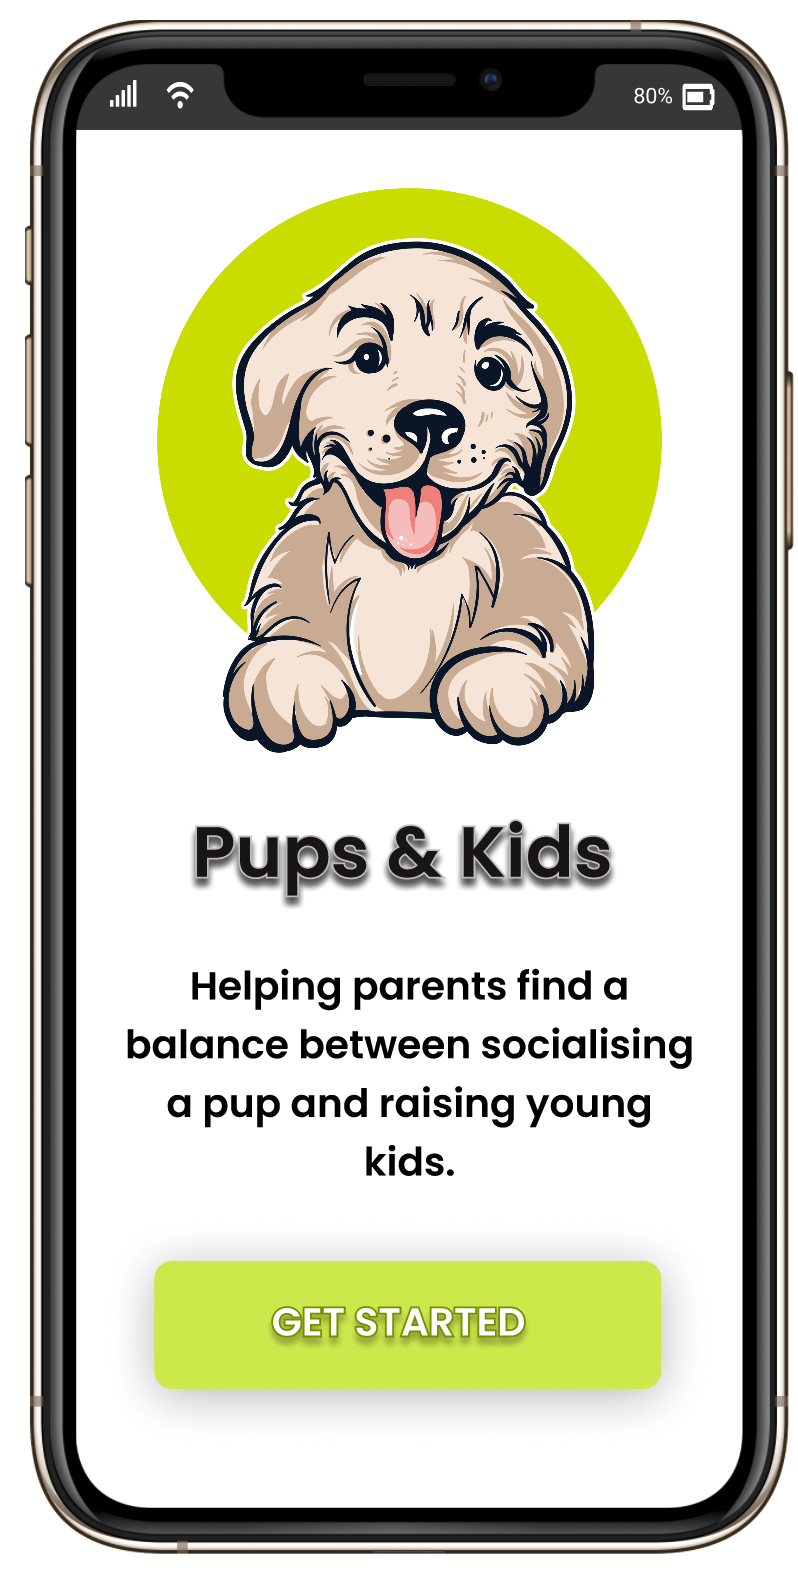 80%
Pups & Kids
Helping parents find a
balance between socialising
a pup and raising young
kids.
GET STARTED